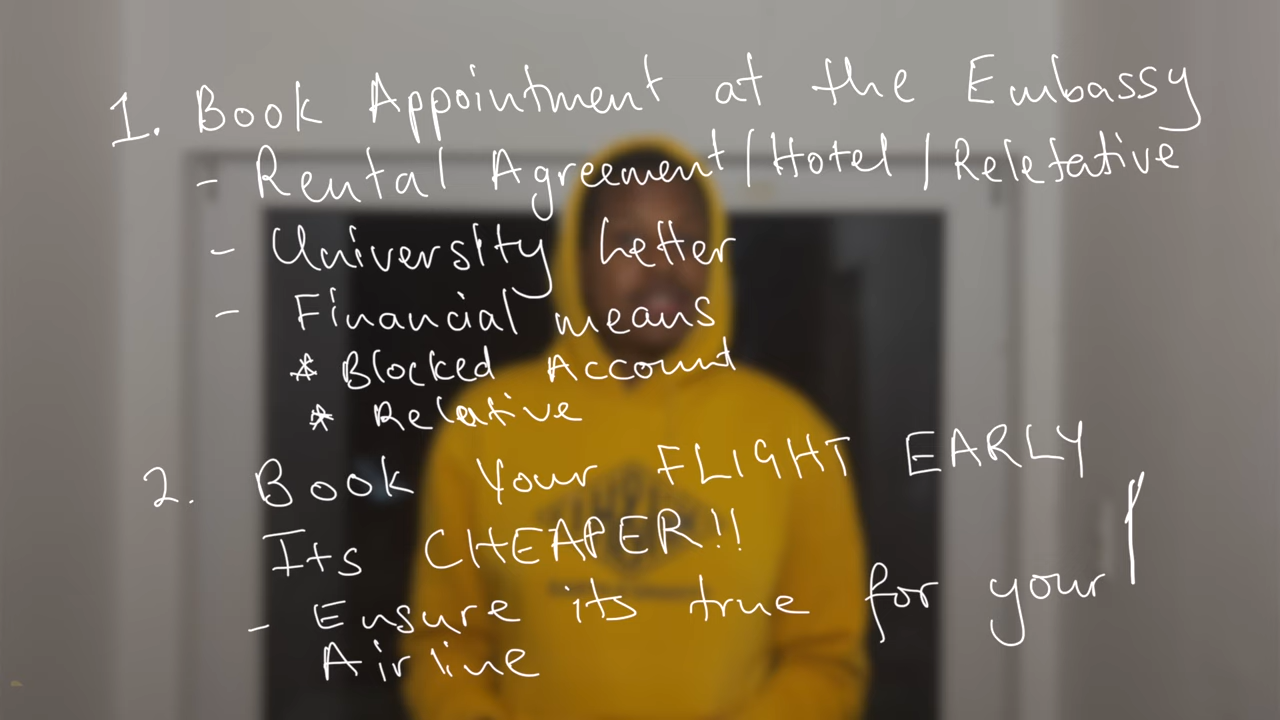 1. Book Appointment at the Embassy
- Rental Agreement/Hotel/Reletative
- University Letter
- Financial means
* Blocked Account
* Relative
2. Book Your FLIGHT EARLY
Its CHEAPER!!
- Ensure its true for your
Airline